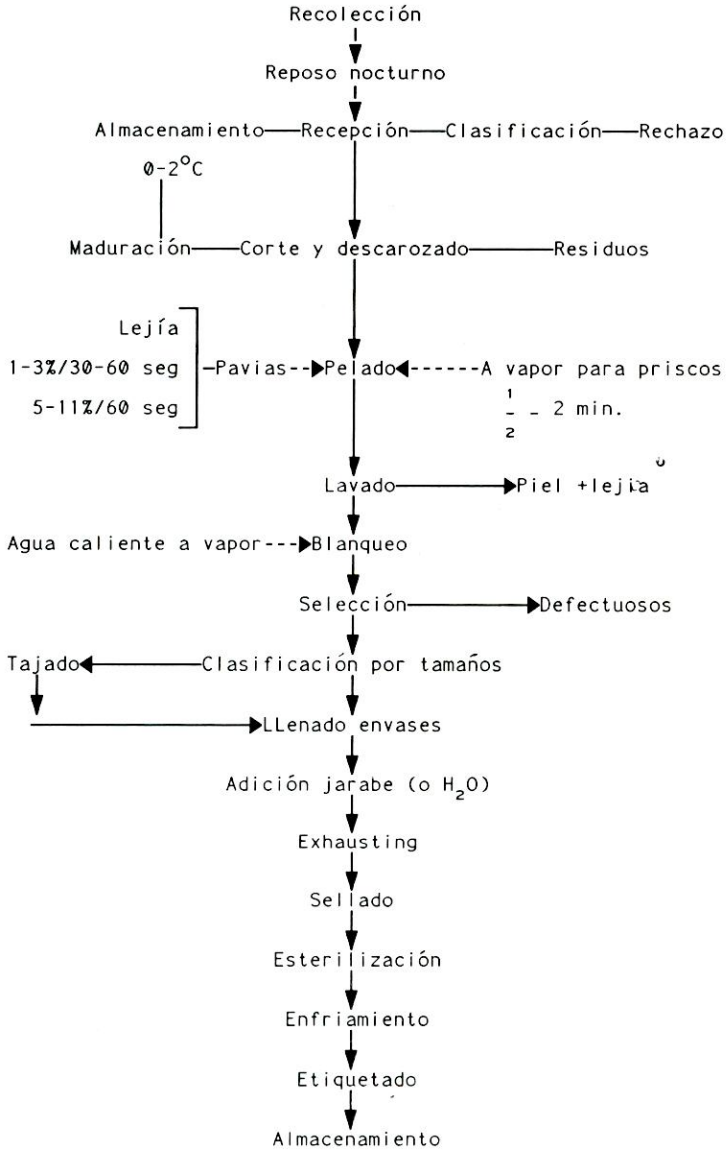 Recolección
Reposo nocturno
Almacenamiento Recepción Clasificación Rechazo
0-2°C
Maduración Corte y descarozado Residuos
Lejía
1-3%/30-60 seg Pavias Pelado A vapor para priscos
5-11%/60 seg 1/2 - 2 min.
Lavado Piel +lejia
Agua caliente a vapor Blanqueo
Selección Defectuosos
Tajado Clasificación por tamaños
LLenado envases
Adición jarabe (o H₂O)
Exhausting
Sellado
Esterilización
Enfriamiento
Etiquetado
Almacenamiento